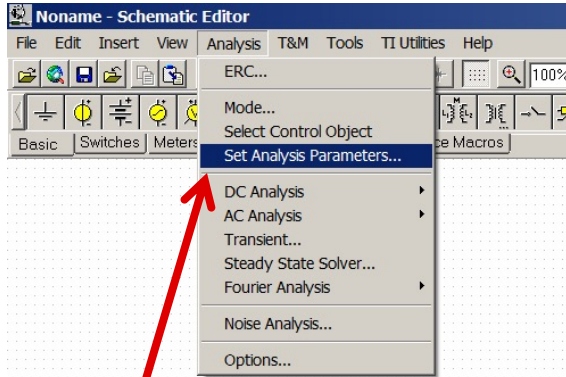 Noname - Schematic Editor
File Edit Insert View Analysis T&M Tools TI Utilities Help
100%
Basic Switches Meters ce Macros
ERC...
Mode...
Select Control Object
Set Analysis Parameters...
DC Analysis
AC Analysis
Transient...
Steady State Solver...
Fourier Analysis
Noise Analysis...
Options...